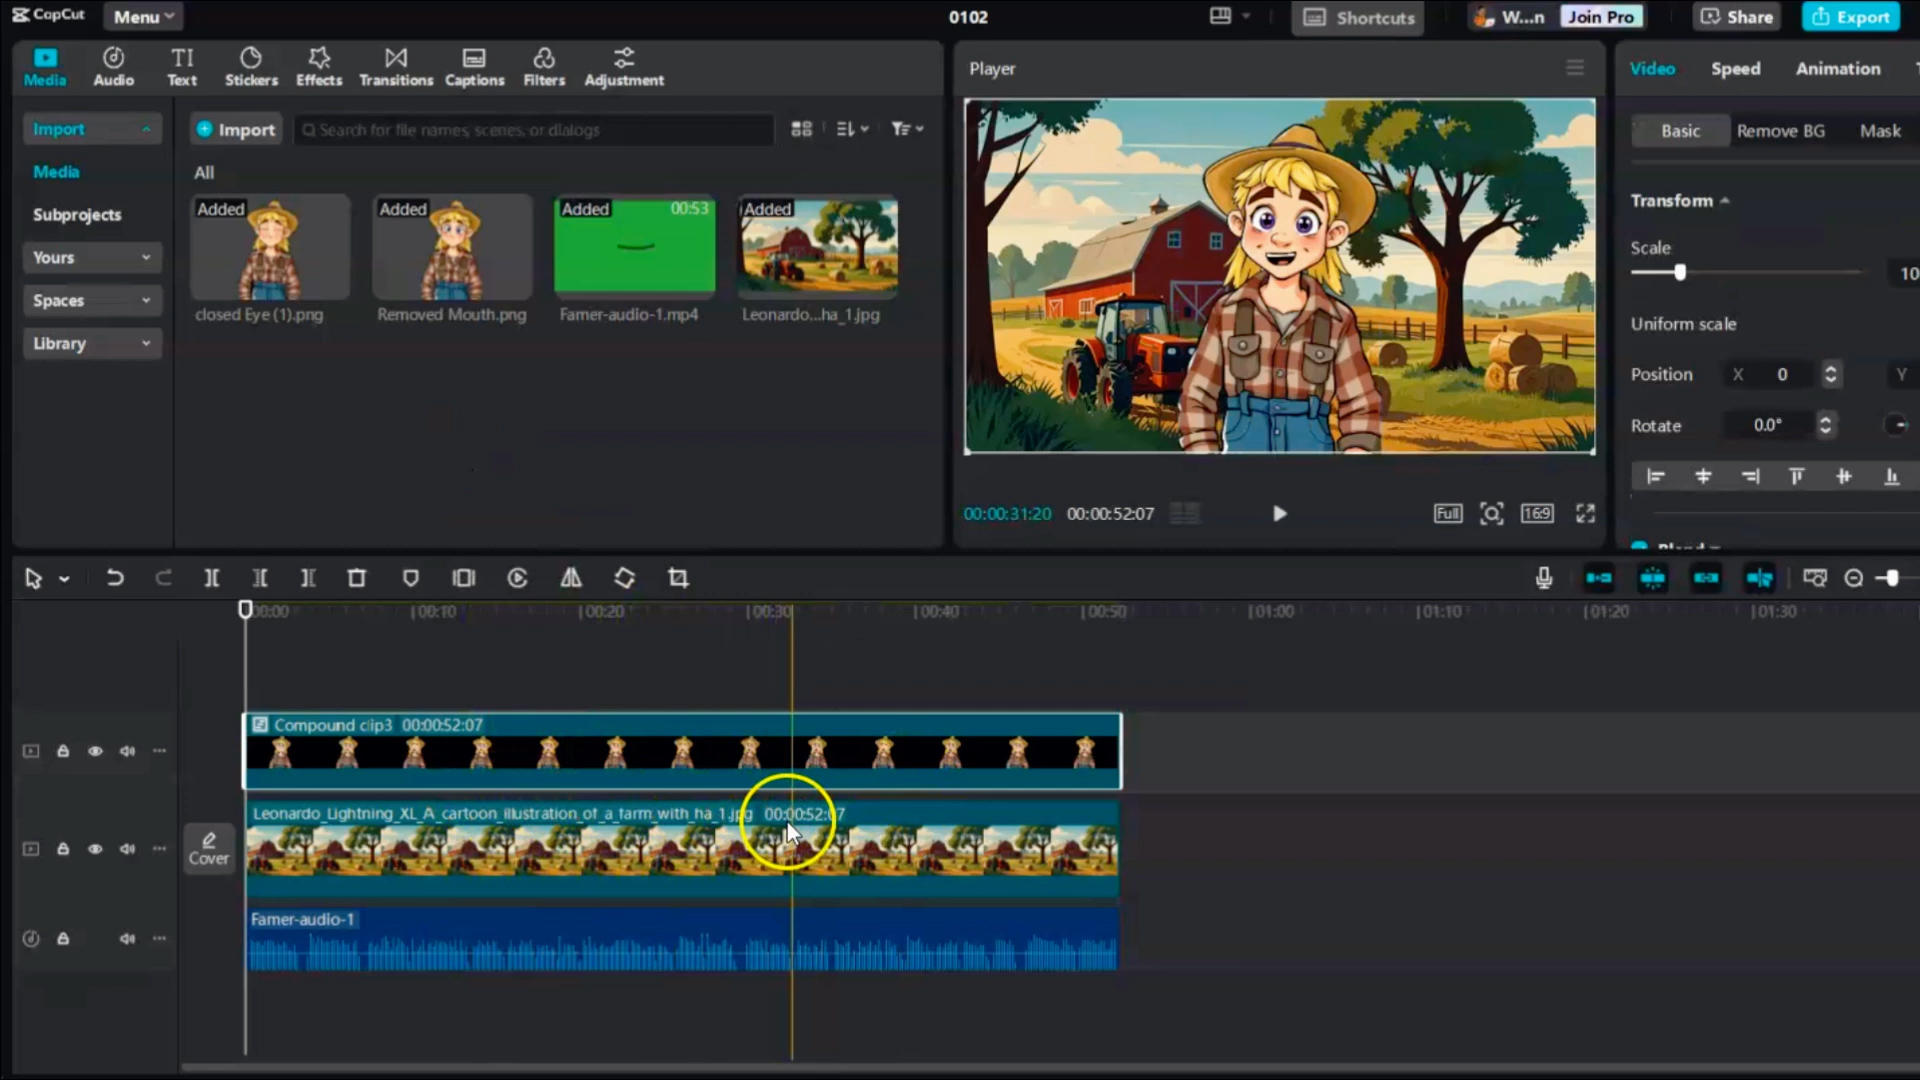 CapCut Menu 0102 Shortcuts W...n Join Pro Share Export
Media Audio Text Stickers Effects Transitions Captions Filters Adjustment
Import
Media
Subprojects
Yours
Spaces
Library
Import Search for file names, scenes, or dialogs
All
Added Added Added 00:53 Added
closed Eye (1).png Removed Mouth.png Famer-audio-1.mp4 Leonardo...ha_1.jpg
Player
00:00:31:20 00:00:52:07 Full 16:9
Video Speed Animation
Basic Remove BG Mask
Transform
Scale
10
Uniform scale
Position X 0 Y
Rotate 0.0°
Blend
00:00 00:10 00:20 00:30 00:40 00:50 01:00 01:10 01:20 01:30
Compound clip3 00:00:52:07
Cover
Leonardo_Lightning_XL_A_cartoon_illustration_of_a_farm_with_ha_1.jpg 00:00:52:07
Famer-audio-1